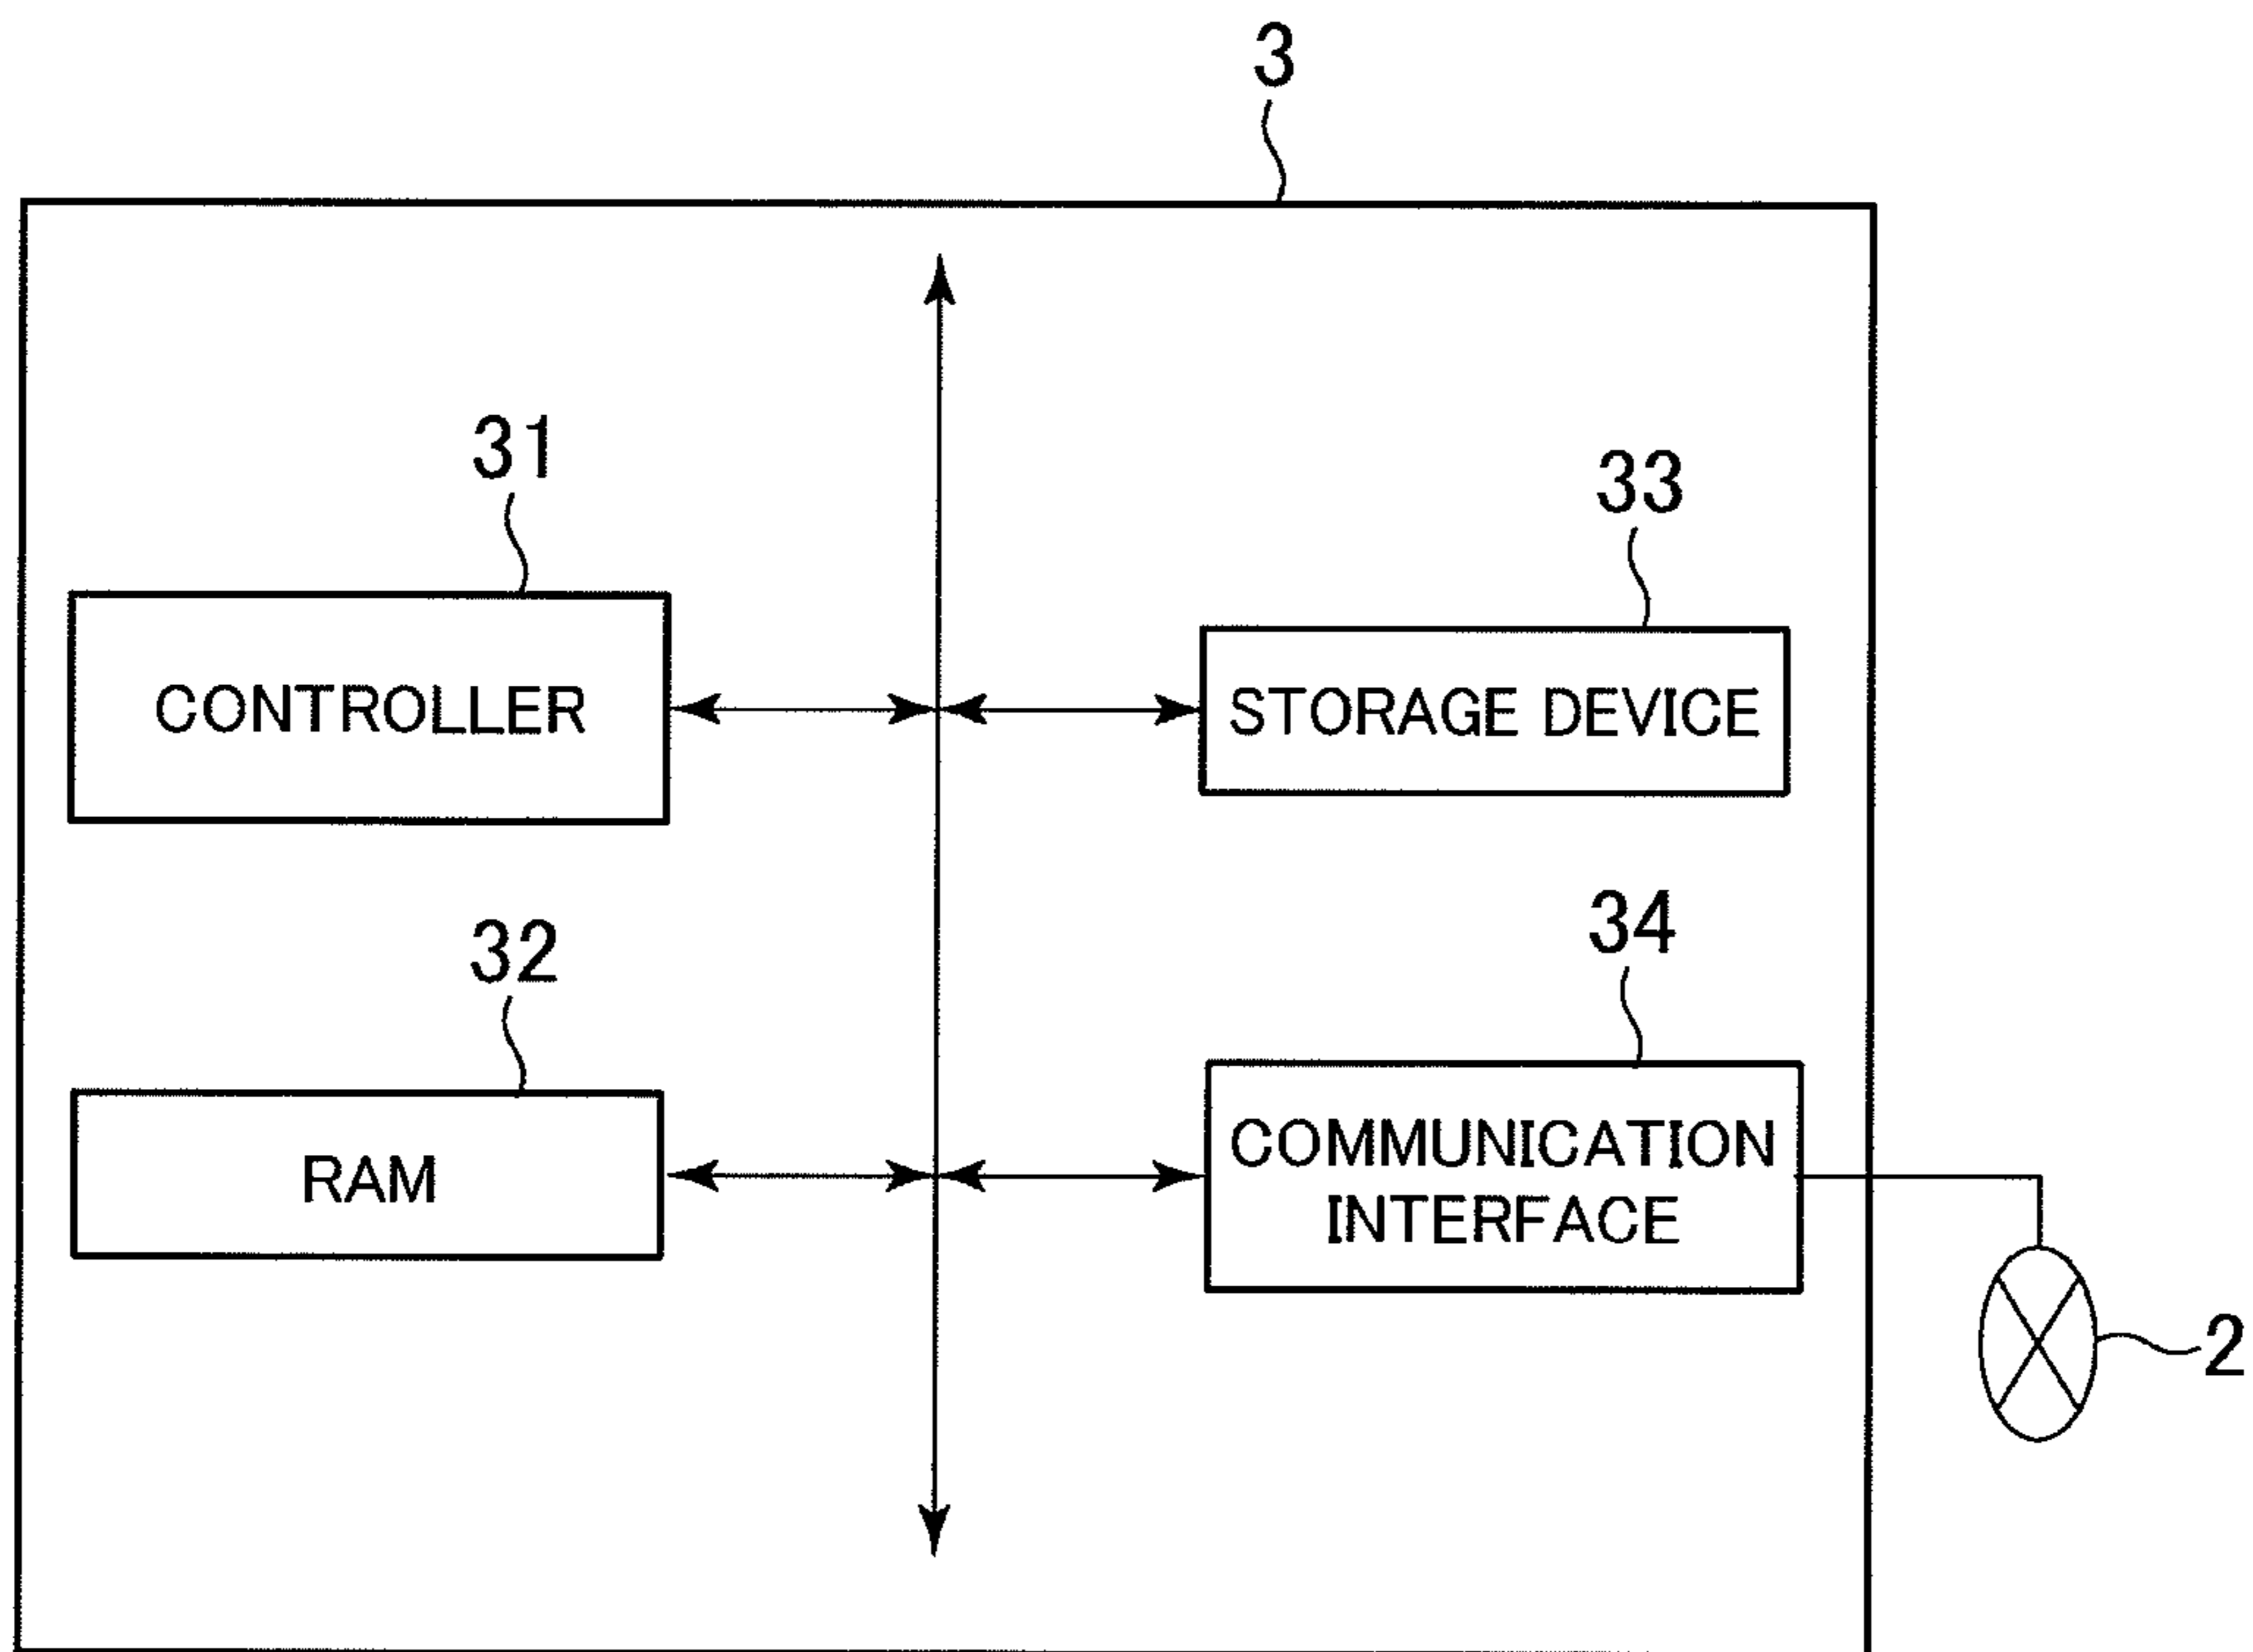 3
31
CONTROLLER
33
STORAGE DEVICE
32
RAM
34
COMMUNICATION
INTERFACE
2